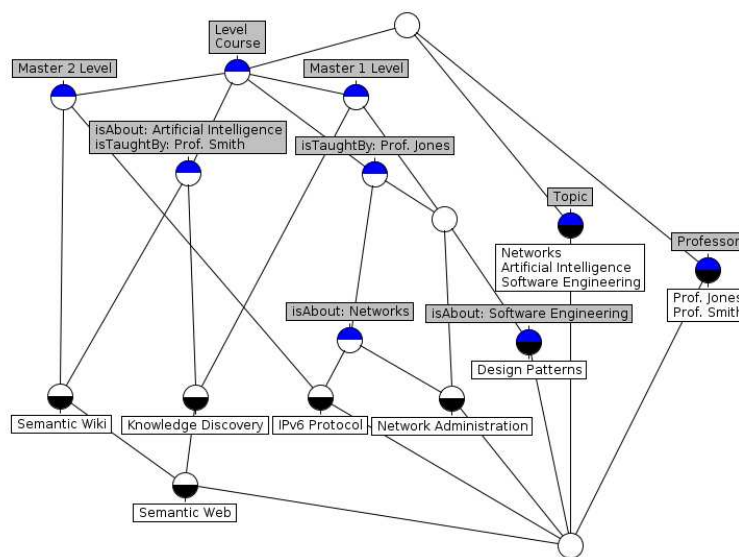 Level
Course
Master 2 Level
Master 1 Level
isAbout: Artificial Intelligence
isTaughtBy: Prof. Smith
isTaughtBy: Prof. Jones
Topic
Networks
Artificial Intelligence
Software Engineering
Professor
Prof. Jones
Prof. Smith
isAbout: Networks
isAbout: Software Engineering
Design Patterns
Semantic Wiki
Knowledge Discovery
IPv6 Protocol
Network Administration
Semantic Web